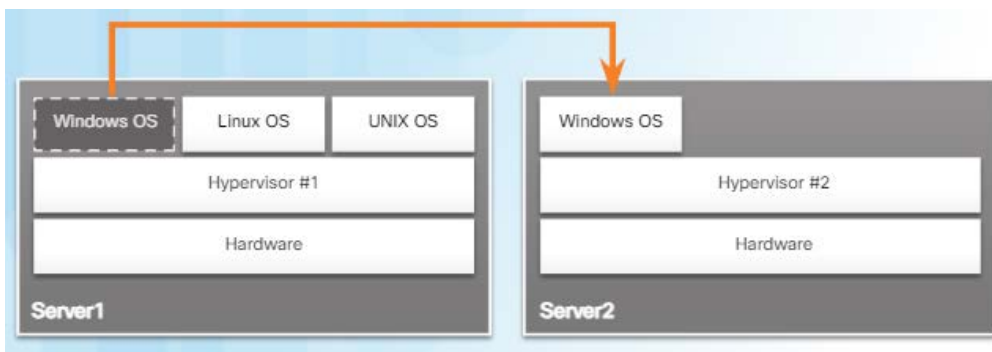 Windows OS
Linux OS
UNIX OS
Hypervisor #1
Hardware
Server1
Windows OS
Hypervisor #2
Hardware
Server2